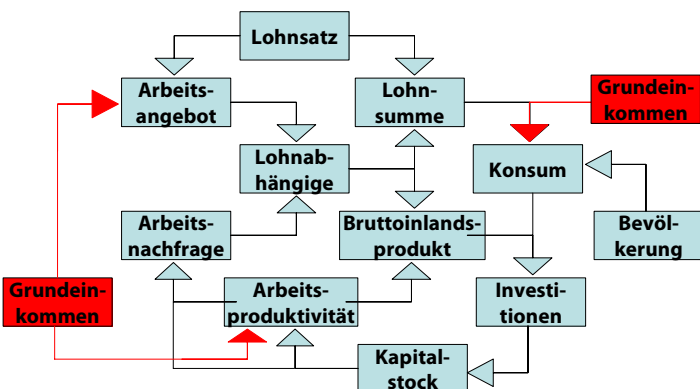 Lohnsatz
Arbeits-
angebot
Lohn-
summe
Grundein-
kommen
Lohnab-
hängige
Konsum
Arbeits-
nachfrage
Bruttoinlands-
produkt
Bevöl-
kerung
Grundein-
kommen
Arbeits-
produktivität
Investi-
tionen
Kapital-
stock